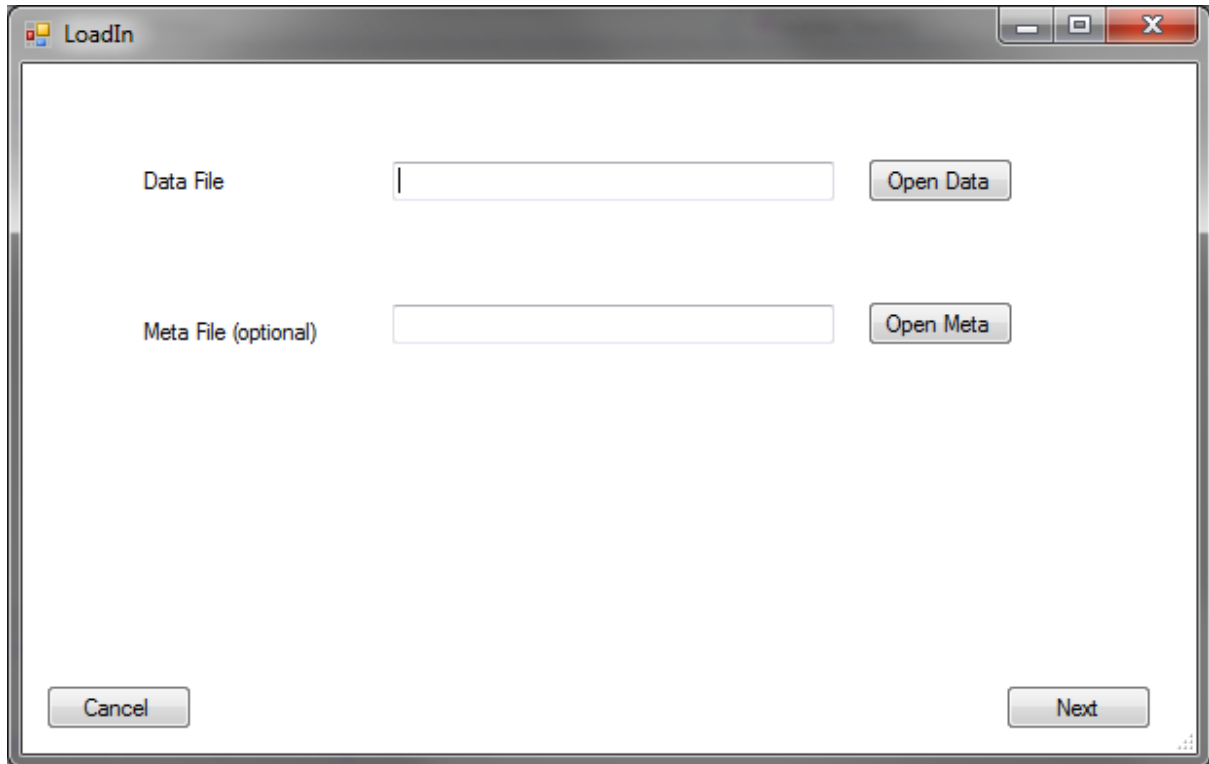 LoadIn
Data File
Open Data
Meta File (optional)
Open Meta
Cancel
Next